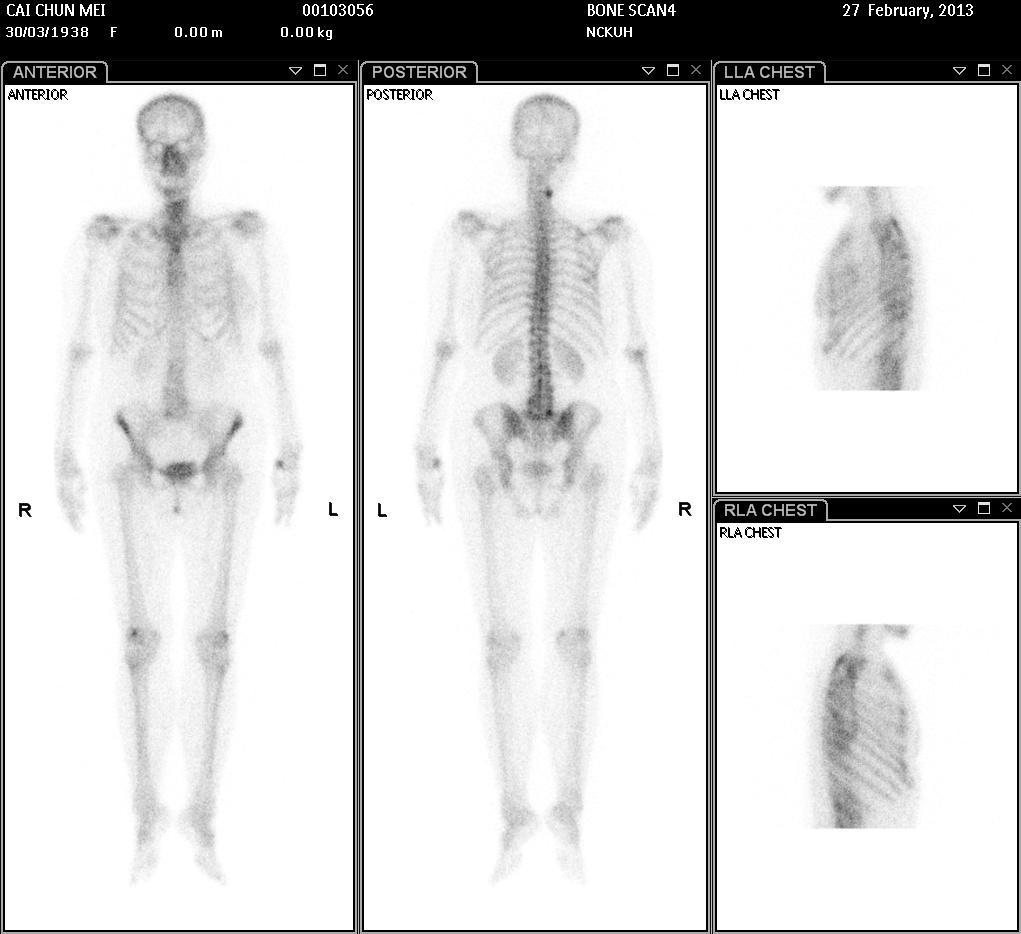 CAI CHUN MEI 00103056 BONE SCAN4 27 February, 2013
30/03/1938 F 0.00 m 0.00 kg NCKUH
ANTERIOR
ANTERIOR
R L
POSTERIOR
POSTERIOR
L R
LLA CHEST
LLA CHEST
RLA CHEST
RLA CHEST